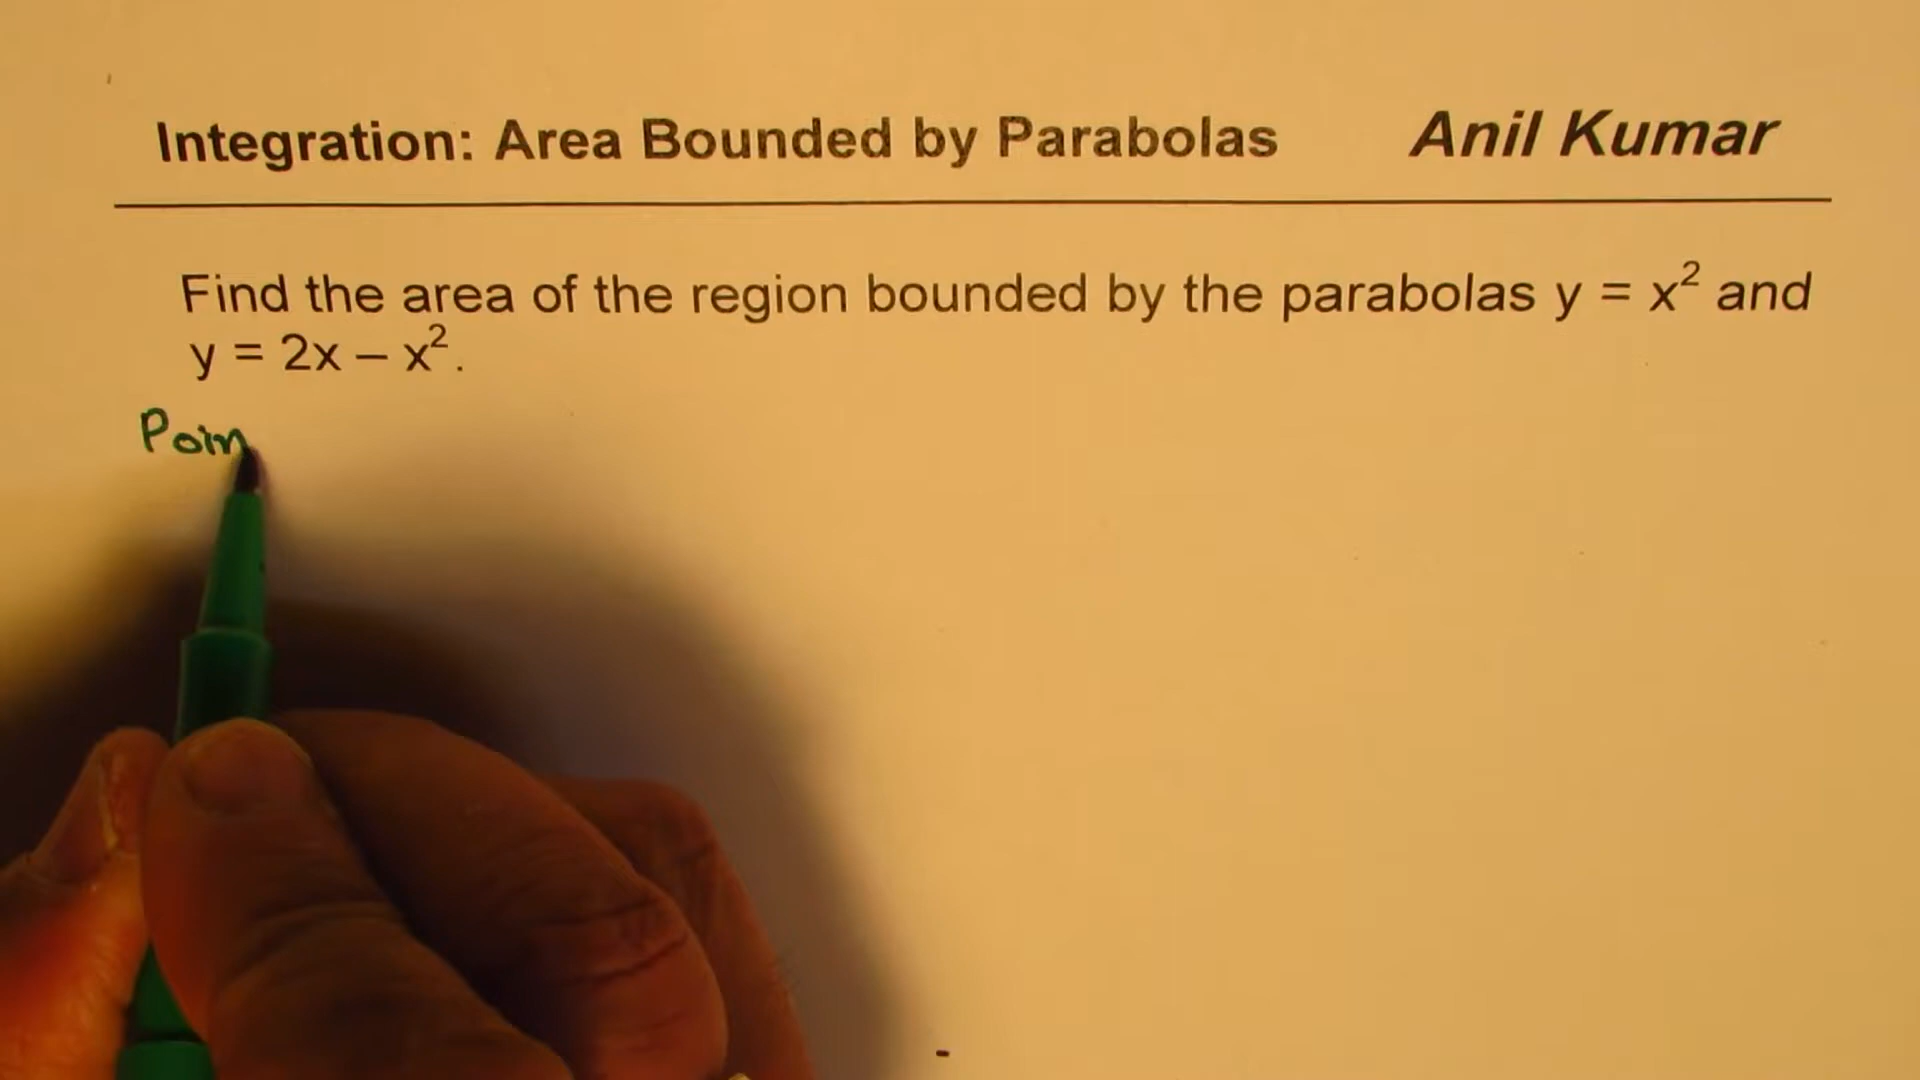 Integration: Area Bounded by Parabolas Anil Kumar
Find the area of the region bounded by the parabolas y = x² and
y = 2x – x².
Poin